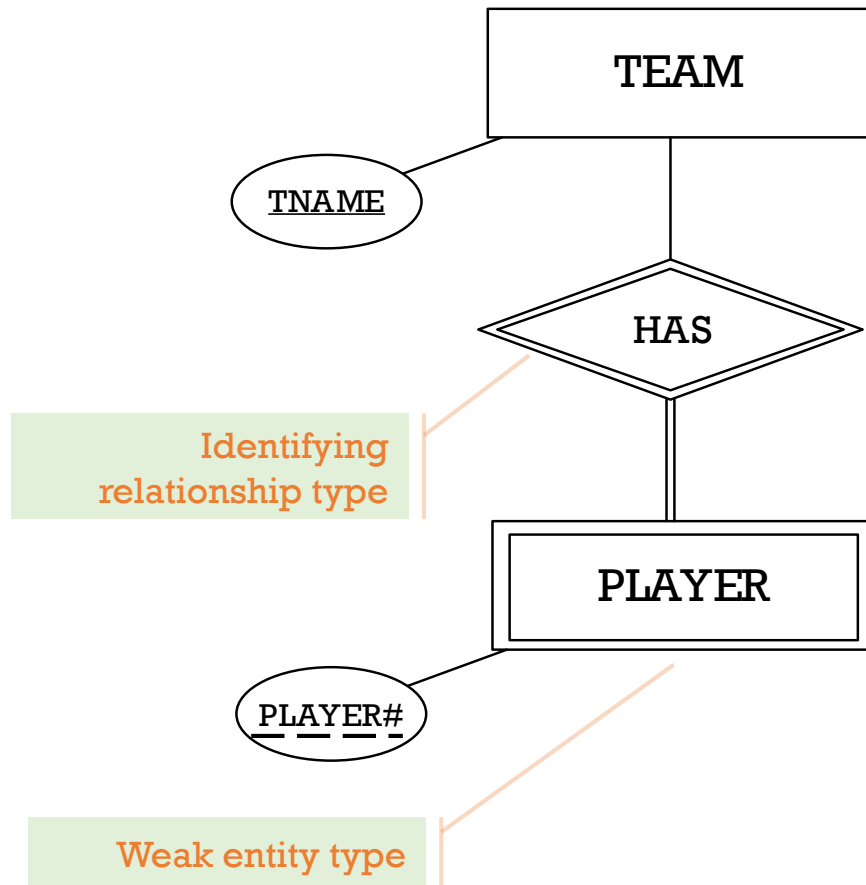 TEAM
TNAME
HAS
Identifying
relationship type
PLAYER
PLAYER#
Weak entity type